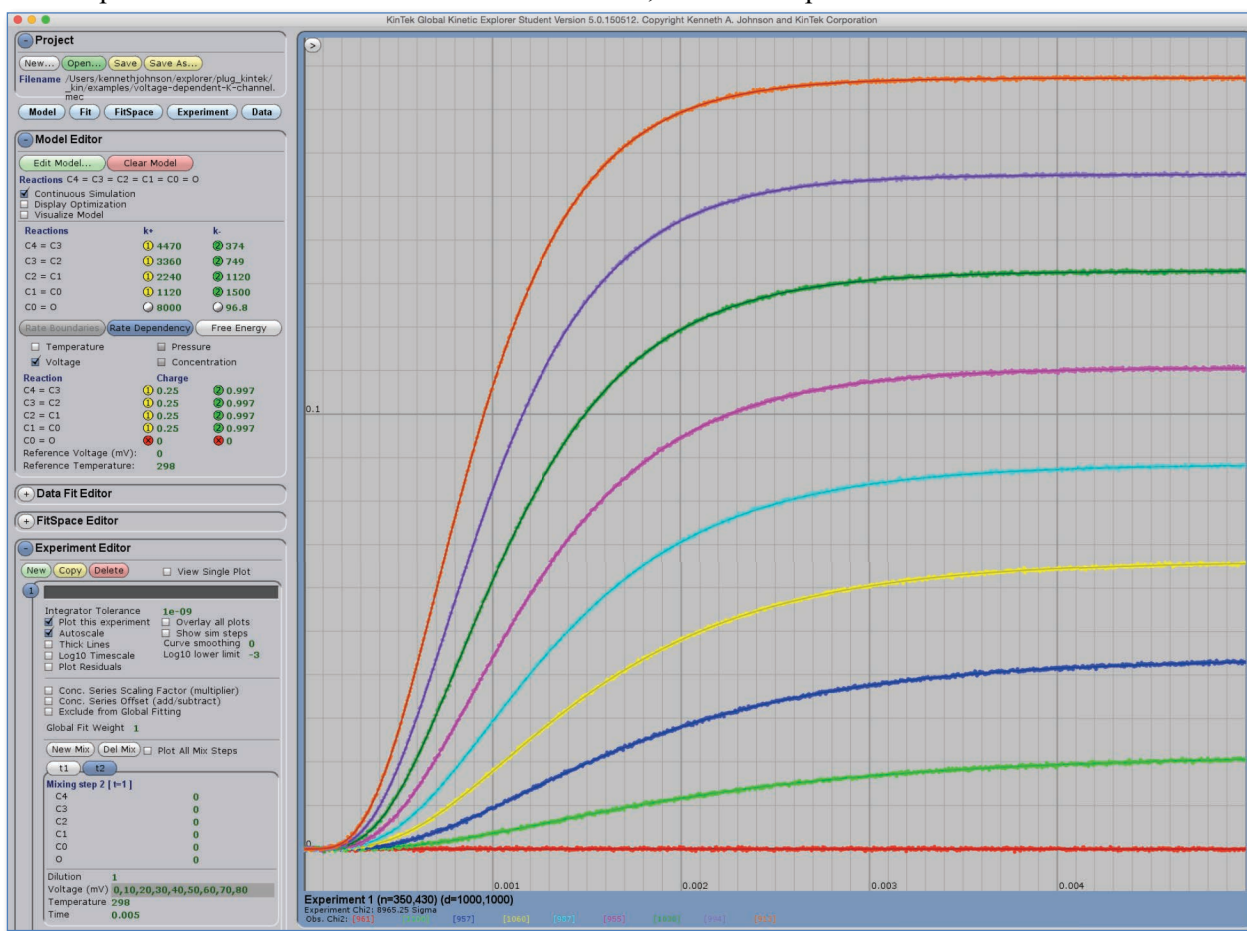 KinTek Global Kinetic Explorer Student Version 5.0.150512. Copyright Kenneth A. Johnson and KinTek Corporation
Project
New... Open... Save Save As...
Filename /Users/kennethjohnson/explorer/plug_kintek/
_kin/examples/voltage-dependent-K-channel.
mec
Model Fit FitSpace Experiment Data
Model Editor
Edit Model... Clear Model
Reactions C4 = C3 = C2 = C1 = C0 = O
Continuous Simulation
Display Optimization
Visualize Model
Reactions k+ k-
C4 = C3 1 4470 2 374
C3 = C2 1 3360 2 749
C2 = C1 1 2240 2 1120
C1 = C0 1 1120 2 1500
C0 = O 8000 96.8
Rate Boundaries Rate Dependency Free Energy
Temperature Pressure
Voltage Concentration
Reaction Charge
C4 = C3 1 0.25 2 0.997
C3 = C2 1 0.25 2 0.997
C2 = C1 1 0.25 2 0.997
C1 = C0 1 0.25 2 0.997
C0 = O x 0 x 0
Reference Voltage (mV): 0
Reference Temperature: 298
+ Data Fit Editor
+ FitSpace Editor
- Experiment Editor
New Copy Delete View Single Plot
1
Integrator Tolerance 1e-09
Plot this experiment Overlay all plots
Autoscale Show sim steps
Thick Lines Curve smoothing 0
Log10 Timescale Log10 lower limit -3
Plot Residuals
Conc. Series Scaling Factor (multiplier)
Conc. Series Offset (add/subtract)
Exclude from Global Fitting
Global Fit Weight 1
New Mix Del Mix Plot All Mix Steps
t1 t2
Mixing step 2 [ t=1 ]
C4 0
C3 0
C2 0
C1 0
C0 0
O 0
Dilution 1
Voltage (mV) 0,10,20,30,40,50,60,70,80
Temperature 298
Time 0.005
>
0.1
0
0.001 0.002 0.003 0.004
Experiment 1 (n=350,430) (d=1000,1000)
Experiment Chi2: 8965.25 Sigma
Obs. Chi2: [961] [957] [1060] [955]